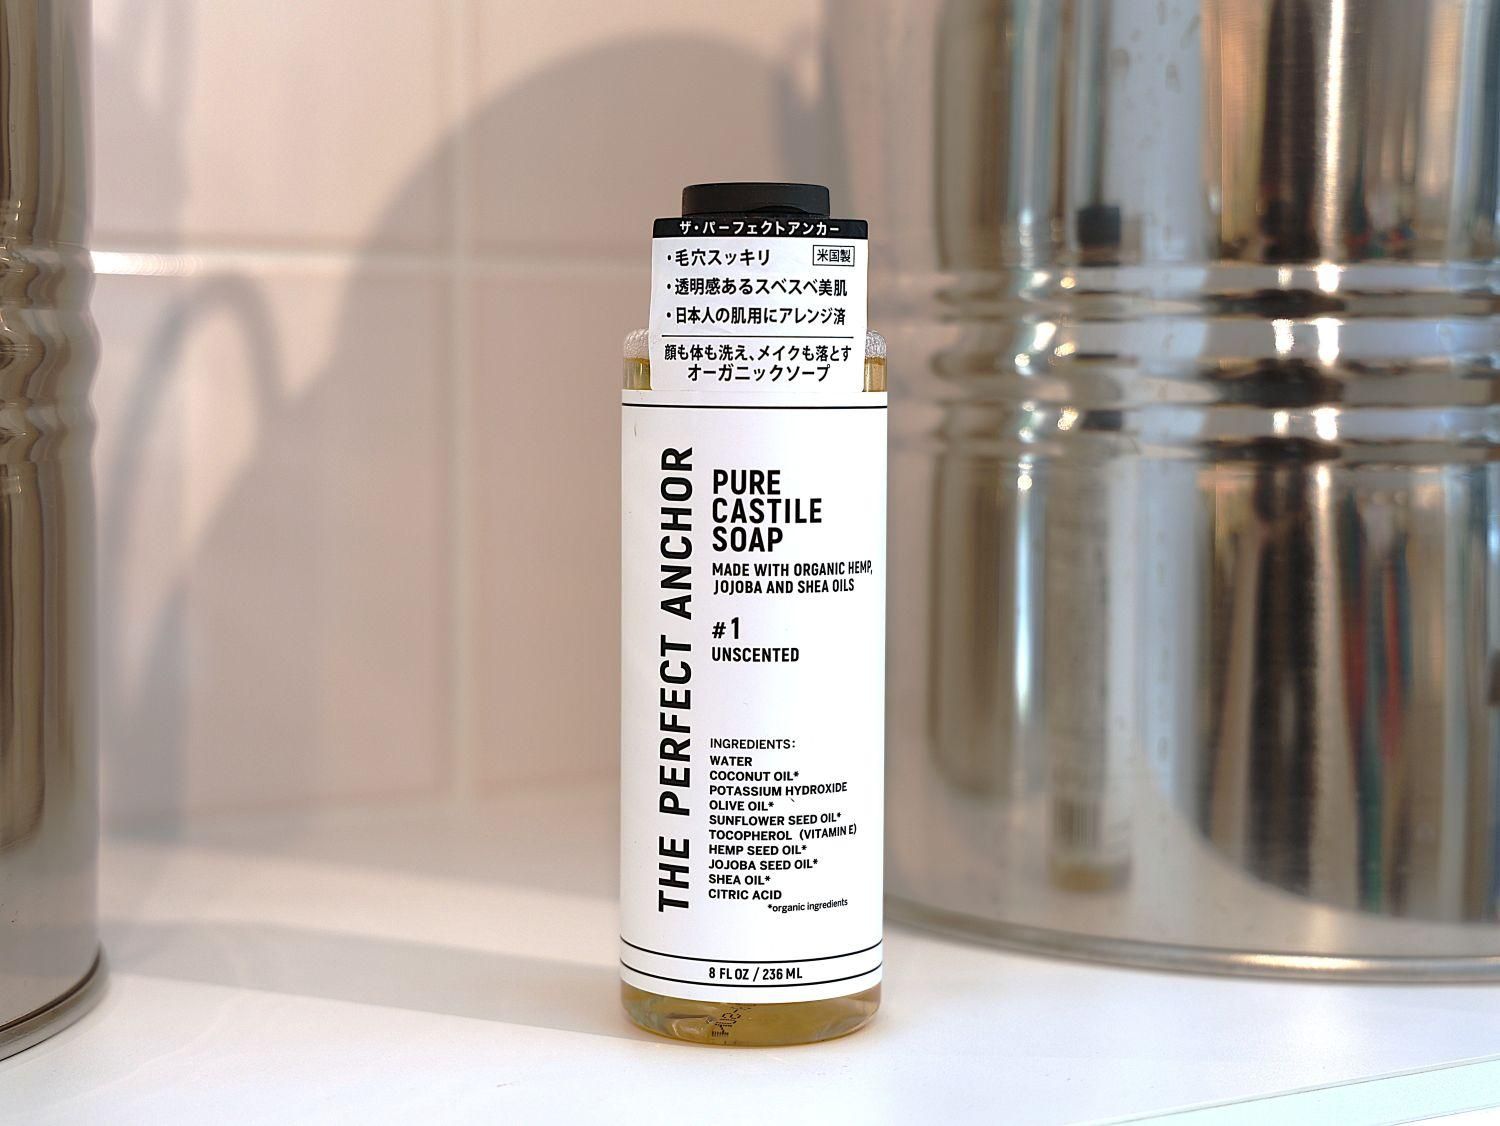 ザ・パーフェクトアンカー
・毛穴スッキリ
米国製
・透明感あるスベスベ美肌
・日本人の肌用にアレンジ済
顔も体も洗え、メイクも落とす
オーガニックソープ
THE PERFECT ANCHOR
PURE
CASTILE
SOAP
MADE WITH ORGANIC HEMP,
JOJOBA AND SHEA OILS
#1
UNSCENTED
INGREDIENTS:
WATER
COCONUT OIL*
POTASSIUM HYDROXIDE
OLIVE OIL*
SUNFLOWER SEED OIL*
TOCOPHEROL (VITAMIN E)
HEMP SEED OIL*
JOJOBA SEED OIL*
SHEA OIL*
CITRIC ACID
*organic ingredients
8 FL OZ / 236 ML